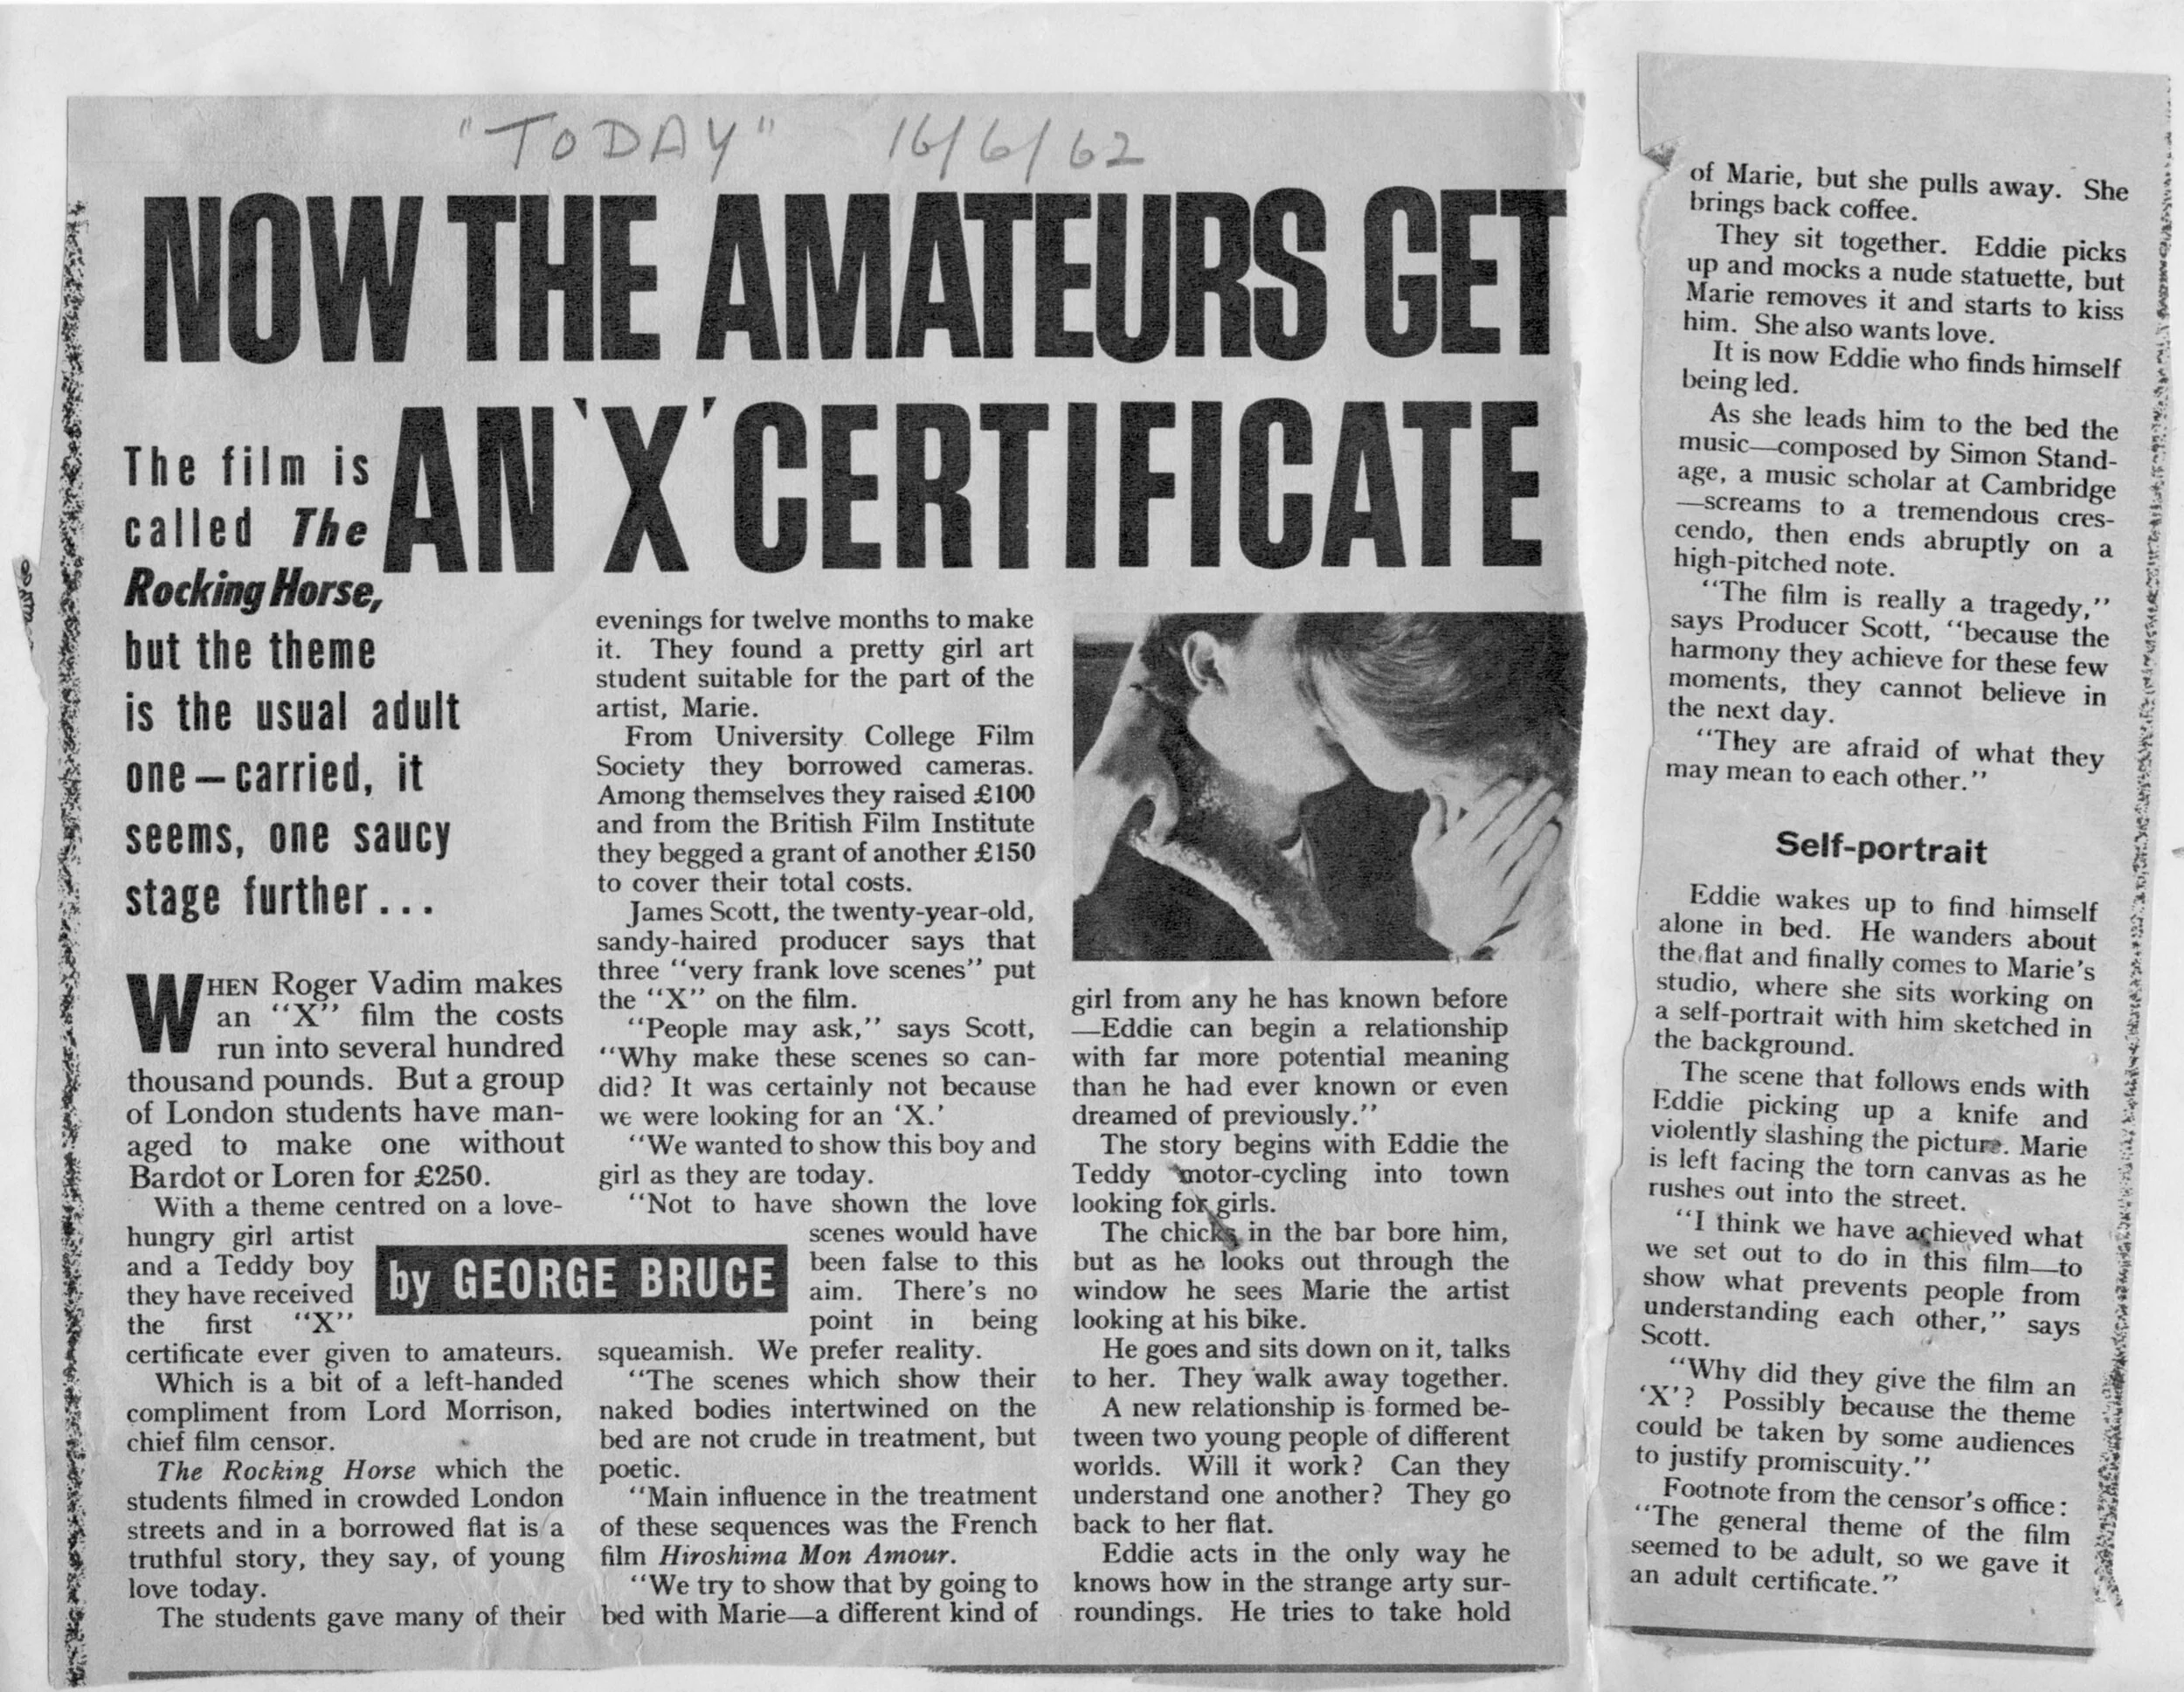 "TODAY" 16/6/62
NOW THE AMATEURS GET
AN 'X' CERTIFICATE
The film is
called The
Rocking Horse,
but the theme
is the usual adult
one—carried, it
seems, one saucy
stage further...
by GEORGE BRUCE
WHEN Roger Vadim makes
an "X" film the costs
run into several hundred
thousand pounds. But a group
of London students have man-
aged to make one without
Bardot or Loren for £250.
With a theme centred on a love-
hungry girl artist
and a Teddy boy
they have received
the first "X"
certificate ever given to amateurs.
Which is a bit of a left-handed
compliment from Lord Morrison,
chief film censor.
The Rocking Horse which the
students filmed in crowded London
streets and in a borrowed flat is a
truthful story, they say, of young
love today.
The students gave many of their
evenings for twelve months to make
it. They found a pretty girl art
student suitable for the part of the
artist, Marie.
From University College Film
Society they borrowed cameras.
Among themselves they raised £100
and from the British Film Institute
they begged a grant of another £150
to cover their total costs.
James Scott, the twenty-year-old,
sandy-haired producer says that
three "very frank love scenes" put
the "X" on the film.
"People may ask," says Scott,
"Why make these scenes so can-
did? It was certainly not because
we were looking for an 'X.'
"We wanted to show this boy and
girl as they are today.
"Not to have shown the love
scenes would have
been false to this
aim. There's no
point in being
squeamish. We prefer reality.
"The scenes which show their
naked bodies intertwined on the
bed are not crude in treatment, but
poetic.
"Main influence in the treatment
of these sequences was the French
film Hiroshima Mon Amour.
"We try to show that by going to
bed with Marie—a different kind of
girl from any he has known before
—Eddie can begin a relationship
with far more potential meaning
than he had ever known or even
dreamed of previously."
The story begins with Eddie the
Teddy motor-cycling into town
looking for girls.
The chicks in the bar bore him,
but as he looks out through the
window he sees Marie the artist
looking at his bike.
He goes and sits down on it, talks
to her. They walk away together.
A new relationship is formed be-
tween two young people of different
worlds. Will it work? Can they
understand one another? They go
back to her flat.
Eddie acts in the only way he
knows how in the strange arty sur-
roundings. He tries to take hold
of Marie, but she pulls away. She
brings back coffee.
They sit together. Eddie picks
up and mocks a nude statuette, but
Marie removes it and starts to kiss
him. She also wants love.
It is now Eddie who finds himself
being led.
As she leads him to the bed the
music—composed by Simon Stand-
age, a music scholar at Cambridge
—screams to a tremendous cres-
cendo, then ends abruptly on a
high-pitched note.
"The film is really a tragedy,"
says Producer Scott, "because the
harmony they achieve for these few
moments, they cannot believe in
the next day.
"They are afraid of what they
may mean to each other."
Self-portrait
Eddie wakes up to find himself
alone in bed. He wanders about
the flat and finally comes to Marie's
studio, where she sits working on
a self-portrait with him sketched in
the background.
The scene that follows ends with
Eddie picking up a knife and
violently slashing the picture. Marie
is left facing the torn canvas as he
rushes out into the street.
"I think we have achieved what
we set out to do in this film—to
show what prevents people from
understanding each other," says
Scott.
"Why did they give the film an
'X'? Possibly because the theme
could be taken by some audiences
to justify promiscuity."
Footnote from the censor's office:
"The general theme of the film
seemed to be adult, so we gave it
an adult certificate."